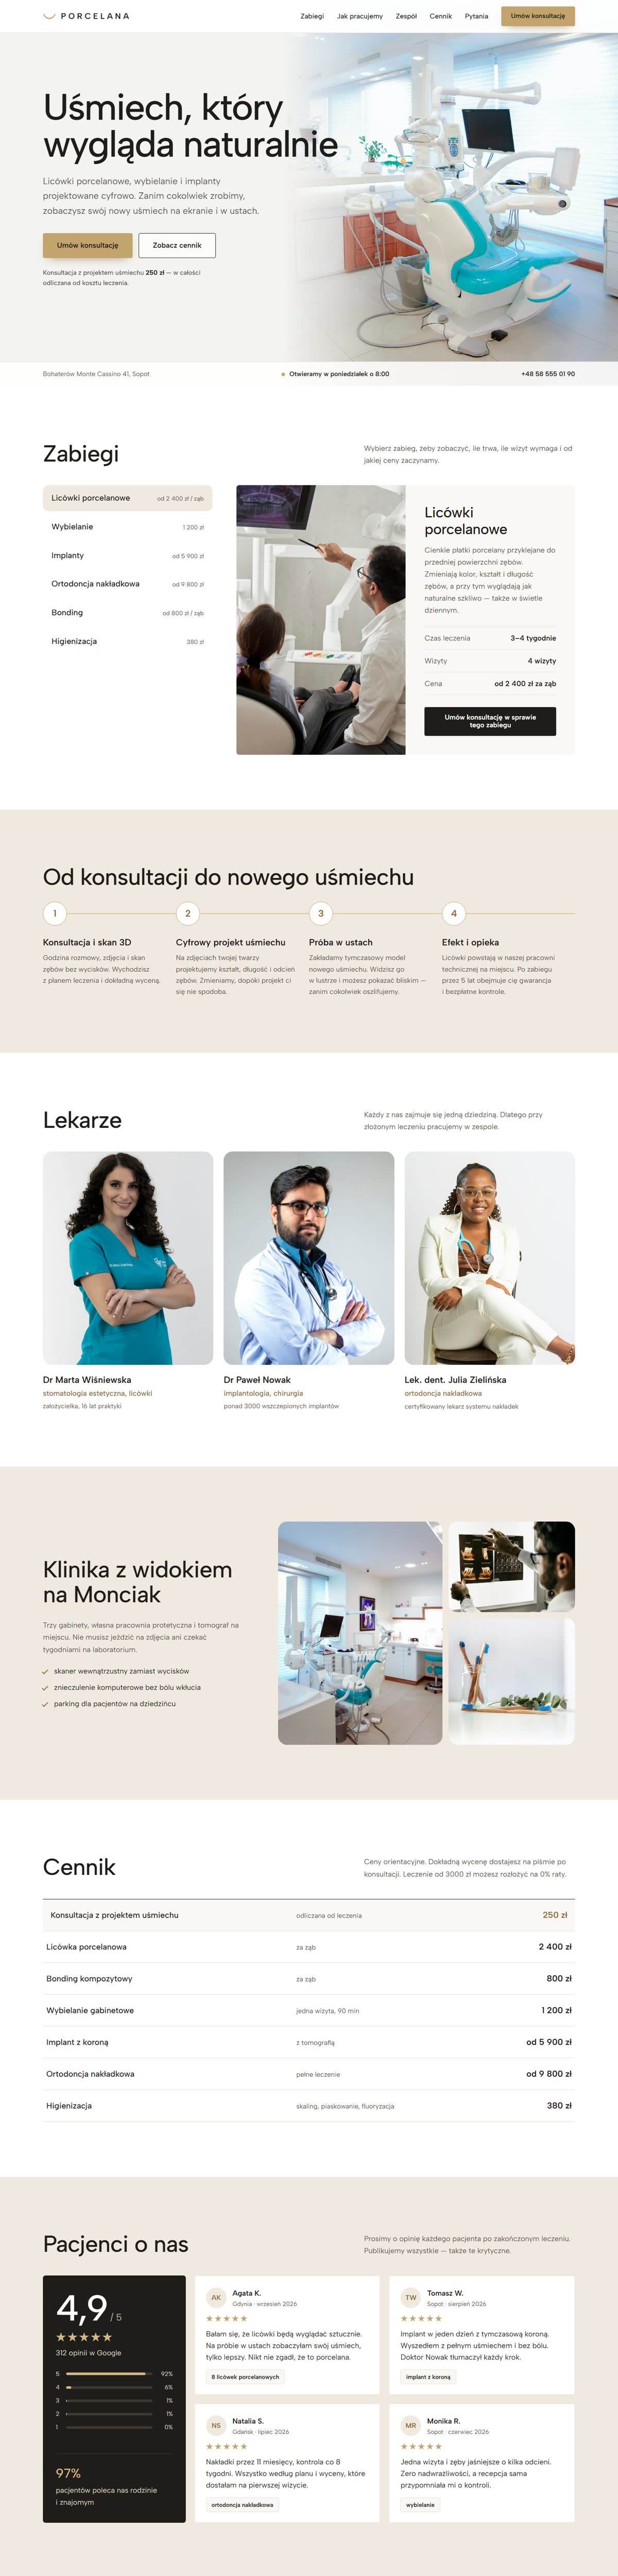 PORCELANA
Zabiegi Jak pracujemy Zespół Cennik Pytania Umów konsultację
Uśmiech, który
wygląda naturalnie
Licówki porcelanowe, wybielanie i implanty
projektowane cyfrowo. Zanim cokolwiek zrobimy,
zobaczysz swój nowy uśmiech na ekranie i w ustach.
Umów konsultację Zobacz cennik
Konsultacja z projektem uśmiechu 250 zł — w całości
odliczana od kosztu leczenia.
Bohaterów Monte Cassino 41, Sopot Otwieramy w poniedziałek o 8:00 +48 58 555 01 90
Zabiegi
Wybierz zabieg, żeby zobaczyć, ile trwa, ile wizyt wymaga i od
jakiej ceny zaczynamy.
Licówki porcelanowe od 2 400 zł / ząb
Wybielanie 1 200 zł
Implanty od 5 900 zł
Ortodoncja nakładkowa od 9 800 zł
Bonding od 800 zł / ząb
Higienizacja 380 zł
Licówki
porcelanowe
Cienkie płatki porcelany przyklejane do
przedniej powierzchni zębów.
Zmieniają kolor, kształt i długość
zębów, a przy tym wyglądają jak
naturalne szkliwo — także w świetle
dziennym.
Czas leczenia 3–4 tygodnie
Wizyty 4 wizyty
Cena od 2 400 zł za ząb
Umów konsultację w sprawie
tego zabiegu
Od konsultacji do nowego uśmiechu
1 2 3 4
Konsultacja i skan 3D
Godzina rozmowy, zdjęcia i skan
zębów bez wycisków. Wychodzisz
z planem leczenia i dokładną wyceną.
Cyfrowy projekt uśmiechu
Na zdjęciach twojej twarzy
projektujemy kształt, długość i odcień
zębów. Zmieniamy, dopóki projekt ci
się nie spodoba.
Próba w ustach
Zakładamy tymczasowy model
nowego uśmiechu. Widzisz go
w lustrze i możesz pokazać bliskim —
zanim cokolwiek oszlifujemy.
Efekt i opieka
Licówki powstają w naszej pracowni
technicznej na miejscu. Po zabiegu
przez 5 lat obejmuje cię gwarancja
i bezpłatne kontrole.
Lekarze
Każdy z nas zajmuje się jedną dziedziną. Dlatego przy
złożonym leczeniu pracujemy w zespole.
Dr Marta Wiśniewska
stomatologia estetyczna, licówki
założycielka, 16 lat praktyki
Dr Paweł Nowak
implantologia, chirurgia
ponad 3000 wszczepionych implantów
Lek. dent. Julia Zielińska
ortodoncja nakładkowa
certyfikowany lekarz systemu nakładek
Klinika z widokiem
na Monciak
Trzy gabinety, własna pracownia protetyczna i tomograf na
miejscu. Nie musisz jeździć na zdjęcia ani czekać
tygodniami na laboratorium.
skaner wewnątrzustny zamiast wycisków
znieczulenie komputerowe bez bólu wkłucia
parking dla pacjentów na dziedzińcu
Cennik
Ceny orientacyjne. Dokładną wycenę dostajesz na piśmie po
konsultacji. Leczenie od 3000 zł możesz rozłożyć na 0% raty.
Konsultacja z projektem uśmiechu odliczana od leczenia 250 zł
Licówka porcelanowa za ząb 2 400 zł
Bonding kompozytowy za ząb 800 zł
Wybielanie gabinetowe jedna wizyta, 90 min 1 200 zł
Implant z koroną z tomografią od 5 900 zł
Ortodoncja nakładkowa pełne leczenie od 9 800 zł
Higienizacja skaling, piaskowanie, fluoryzacja 380 zł
Pacjenci o nas
Prosimy o opinię każdego pacjenta po zakończonym leczeniu.
Publikujemy wszystkie — także te krytyczne.
4,9 / 5
★★★★★
312 opinii w Google
5 92%
4 6%
3 1%
2 1%
1 0%
97%
pacjentów poleca nas rodzinie
i znajomym
AK Agata K.
Gdynia · wrzesień 2026
★★★★★
Bałam się, że licówki będą wyglądać sztucznie.
Na próbie w ustach zobaczyłam swój uśmiech,
tylko lepszy. Nikt nie zgadł, że to porcelana.
8 licówek porcelanowych
TW Tomasz W.
Sopot · sierpień 2026
★★★★★
Implant w jeden dzień z tymczasową koroną.
Wyszedłem z pełnym uśmiechem i bez bólu.
Doktor Nowak tłumaczył każdy krok.
implant z koroną
NS Natalia S.
Gdańsk · lipiec 2026
★★★★★
Nakładki przez 11 miesięcy, kontrola co 8
tygodni. Wszystko według planu i wyceny, które
dostałam na pierwszej wizycie.
ortodoncja nakładkowa
MR Monika R.
Sopot · czerwiec 2026
★★★★★
Jedna wizyta i zęby jaśniejsze o kilka odcieni.
Zero nadwrażliwości, a recepcja sama
przypomniała mi o kontroli.
wybielanie